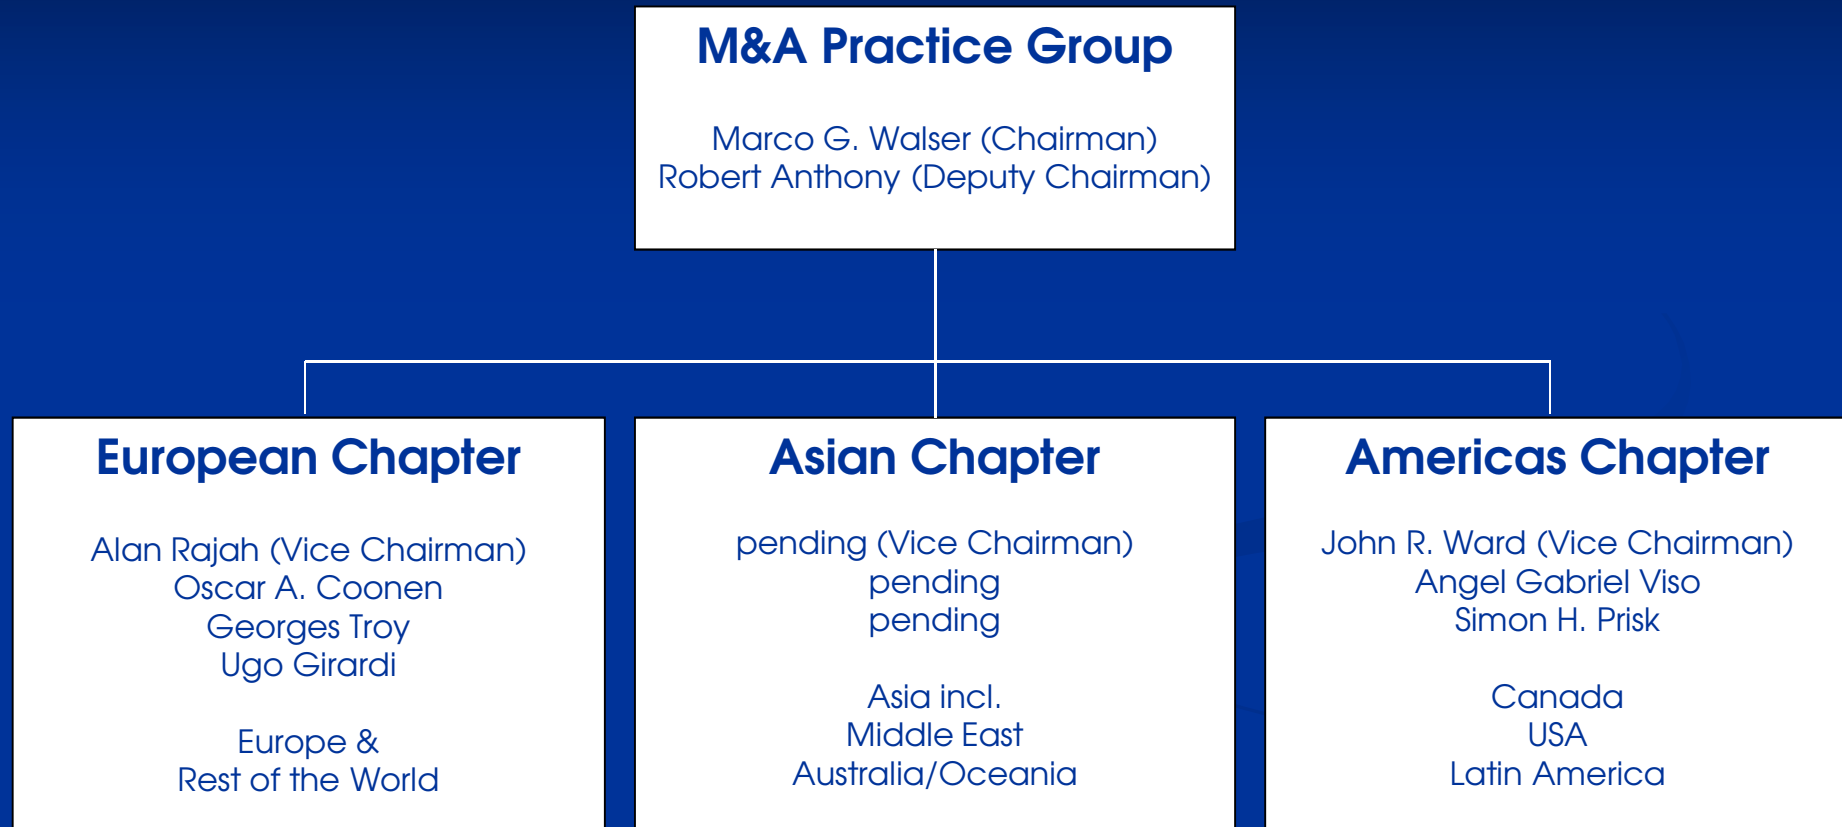 M&A Practice Group
Marco G. Walser (Chairman)
Robert Anthony (Deputy Chairman)
European Chapter
Alan Rajah (Vice Chairman)
Oscar A. Coonen
Georges Troy
Ugo Girardi
Europe &
Rest of the World
Asian Chapter
pending (Vice Chairman)
pending
pending
Asia incl.
Middle East
Australia/Oceania
Americas Chapter
John R. Ward (Vice Chairman)
Angel Gabriel Viso
Simon H. Prisk
Canada
USA
Latin America